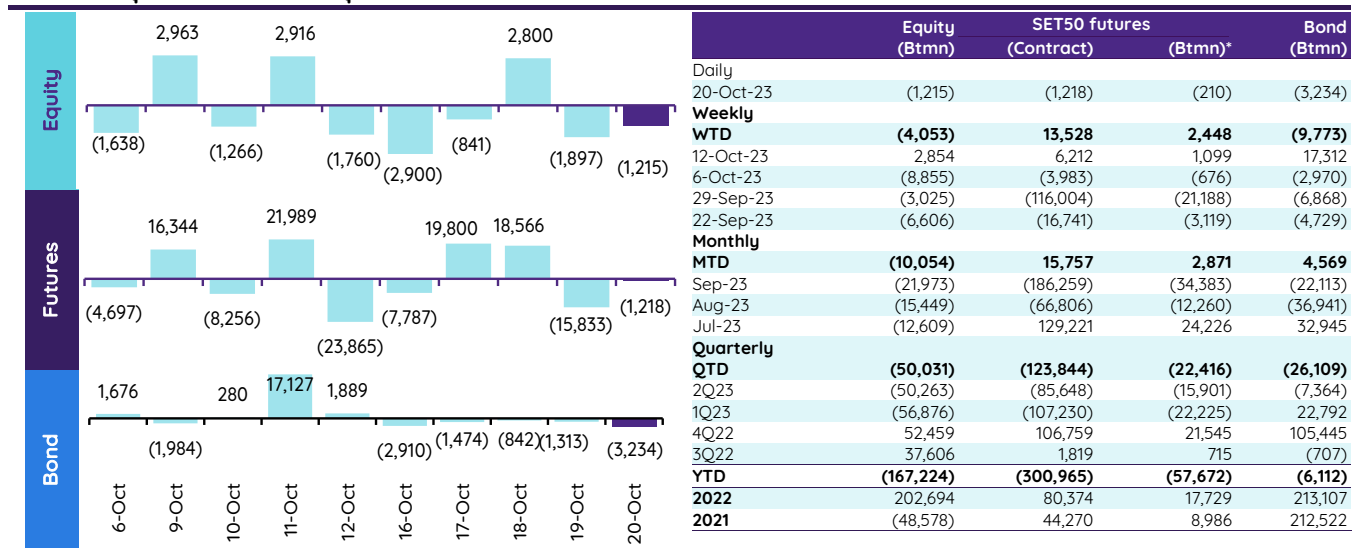 Equity
2,963
2,916
2,800
(1,638)
(1,266)
(1,760)
(2,900)
(841)
(1,897)
(1,215)
Futures
16,344
21,989
19,800
18,566
(4,697)
(8,256)
(23,865)
(7,787)
(15,833)
(1,218)
Bond
1,676
280
17,127
1,889
(1,984)
(2,910)
(1,474)
(842)
(1,313)
(3,234)
6-Oct
9-Oct
10-Oct
11-Oct
12-Oct
16-Oct
17-Oct
18-Oct
19-Oct
20-Oct
Equity SET50 futures Bond
(Btmn) (Contract) (Btmn)* (Btmn)
Daily
20-Oct-23 (1,215) (1,218) (210) (3,234)
Weekly
WTD (4,053) 13,528 2,448 (9,773)
12-Oct-23 2,854 6,212 1,099 17,312
6-Oct-23 (8,855) (3,983) (676) (2,970)
29-Sep-23 (3,025) (116,004) (21,188) (6,868)
22-Sep-23 (6,606) (16,741) (3,119) (4,729)
Monthly
MTD (10,054) 15,757 2,871 4,569
Sep-23 (21,973) (186,259) (34,383) (22,113)
Aug-23 (15,449) (66,806) (12,260) (36,941)
Jul-23 (12,609) 129,221 24,226 32,945
Quarterly
QTD (50,031) (123,844) (22,416) (26,109)
2Q23 (50,263) (85,648) (15,901) (7,364)
1Q23 (56,876) (107,230) (22,225) 22,792
4Q22 52,459 106,759 21,545 105,445
3Q22 37,606 1,819 715 (707)
YTD (167,224) (300,965) (57,672) (6,112)
2022 202,694 80,374 17,729 213,107
2021 (48,578) 44,270 8,986 212,522